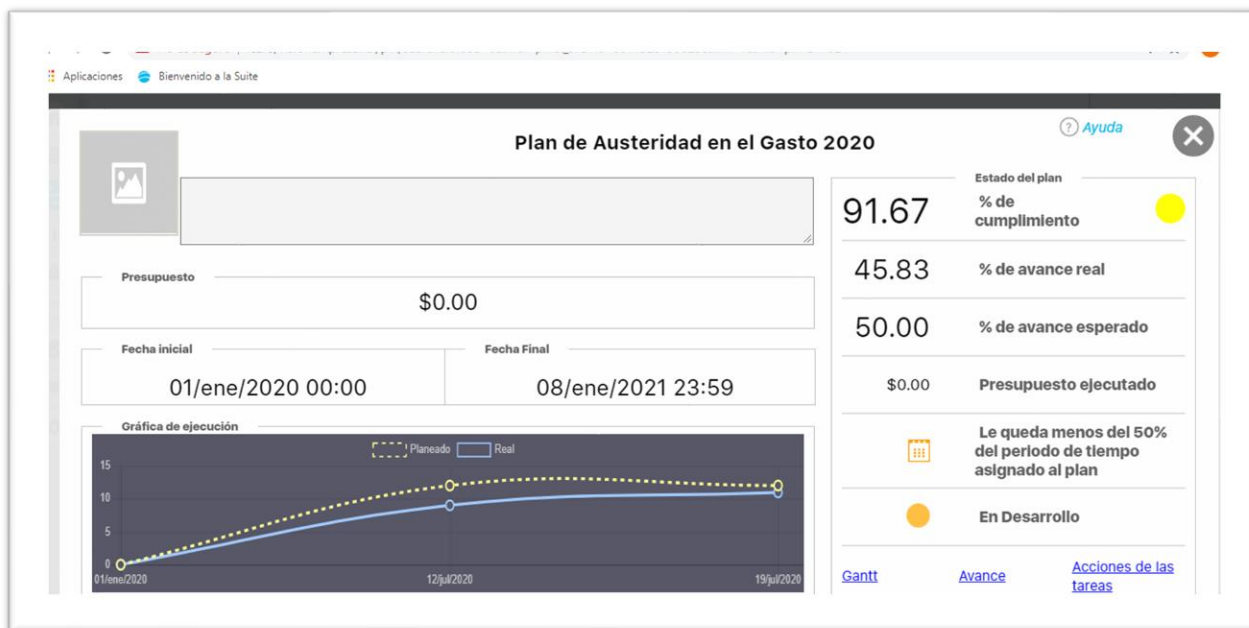 Aplicaciones Bienvenido a la Suite
Plan de Austeridad en el Gasto 2020
? Ayuda
Presupuesto
$0.00
Fecha inicial
01/ene/2020 00:00
Fecha Final
08/ene/2021 23:59
Gráfica de ejecución
Planeado Real
15
10
5
0
01/ene/2020 12/jul/2020 19/jul/2020
Estado del plan
91.67 % de
cumplimiento
45.83 % de avance real
50.00 % de avance esperado
$0.00 Presupuesto ejecutado
Le queda menos del 50%
del periodo de tiempo
asignado al plan
En Desarrollo
Gantt Avance Acciones de las
tareas